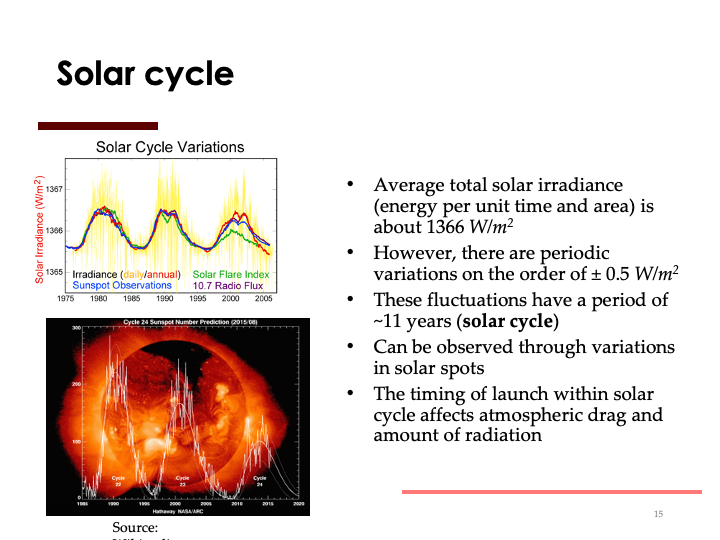 Solar cycle
Solar Cycle Variations
Solar Irradiance (W/m²)
1367
1366
1365
Irradiance (daily/annual) Solar Flare Index
Sunspot Observations 10.7 Radio Flux
1975 1980 1985 1990 1995 2000 2005
Cycle 24 Sunspot Number Prediction (2015/08)
300
200
100
0
Cycle 22 Cycle 23 Cycle 24
1985 1990 1995 2000 2005 2010 2015 2020
Hathaway NASA/ARC
Source:
• Average total solar irradiance
(energy per unit time and area) is
about 1366 W/m²
• However, there are periodic
variations on the order of ± 0.5 W/m²
• These fluctuations have a period of
~11 years (solar cycle)
• Can be observed through variations
in solar spots
• The timing of launch within solar
cycle affects atmospheric drag and
amount of radiation
15